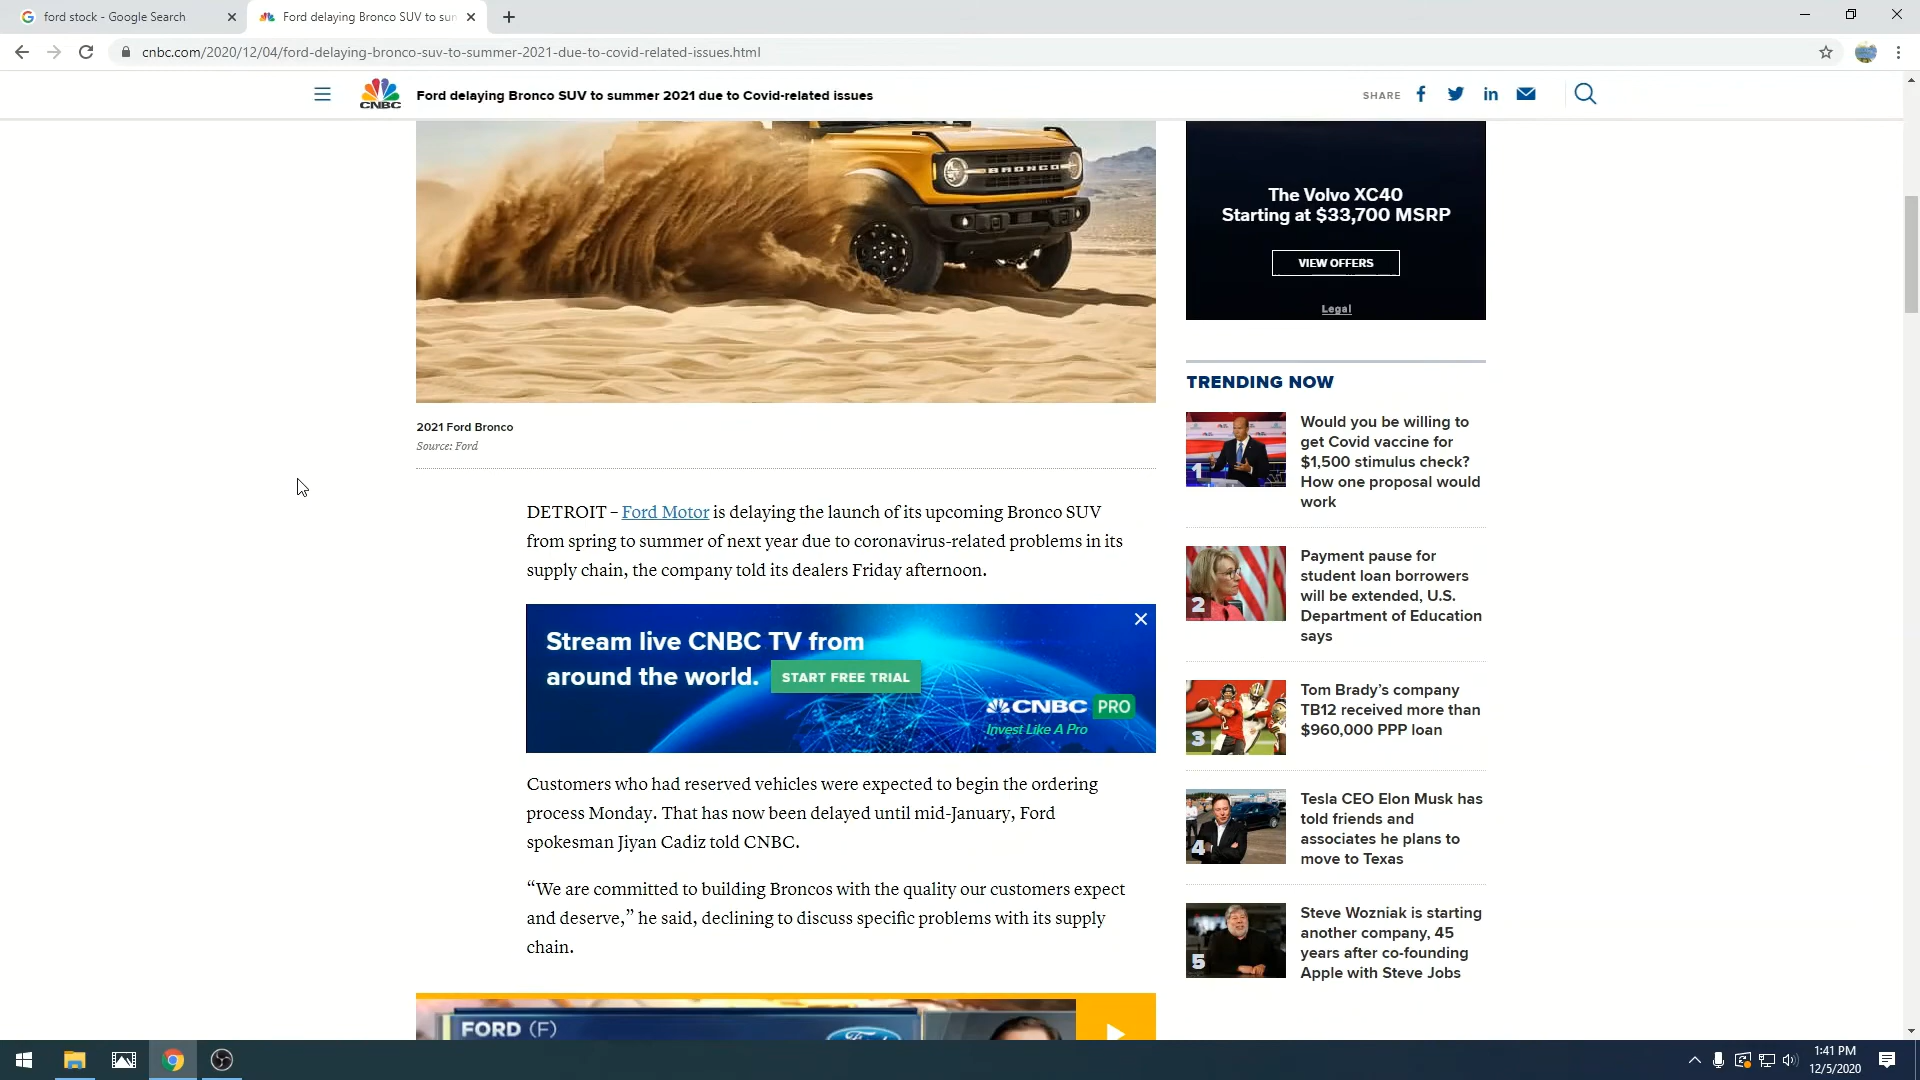 ford stock - Google Search
Ford delaying Bronco SUV to sun
cnbc.com/2020/12/04/ford-delaying-bronco-suv-to-summer-2021-due-to-covid-related-issues.html
CNBC
Ford delaying Bronco SUV to summer 2021 due to Covid-related issues
SHARE
BRONCO
2021 Ford Bronco
Source: Ford
DETROIT – Ford Motor is delaying the launch of its upcoming Bronco SUV
from spring to summer of next year due to coronavirus-related problems in its
supply chain, the company told its dealers Friday afternoon.
Stream live CNBC TV from
around the world.
START FREE TRIAL
CNBC PRO
Invest Like A Pro
Customers who had reserved vehicles were expected to begin the ordering
process Monday. That has now been delayed until mid-January, Ford
spokesman Jiyan Cadiz told CNBC.
“We are committed to building Broncos with the quality our customers expect
and deserve,” he said, declining to discuss specific problems with its supply
chain.
FORD (F)
The Volvo XC40
Starting at $33,700 MSRP
VIEW OFFERS
Legal
TRENDING NOW
1
Would you be willing to
get Covid vaccine for
$1,500 stimulus check?
How one proposal would
work
2
Payment pause for
student loan borrowers
will be extended, U.S.
Department of Education
says
3
Tom Brady’s company
TB12 received more than
$960,000 PPP loan
4
Tesla CEO Elon Musk has
told friends and
associates he plans to
move to Texas
5
Steve Wozniak is starting
another company, 45
years after co-founding
Apple with Steve Jobs
1:41 PM
12/5/2020